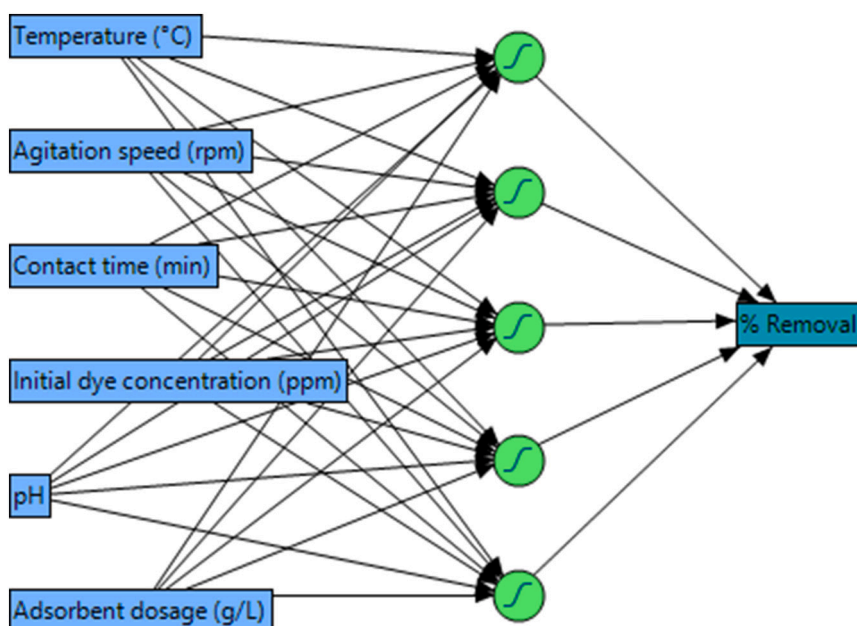 Temperature (°C)
Agitation speed (rpm)
Contact time (min)
% Removal
Initial dye concentration (ppm)
pH
Adsorbent dosage (g/L)